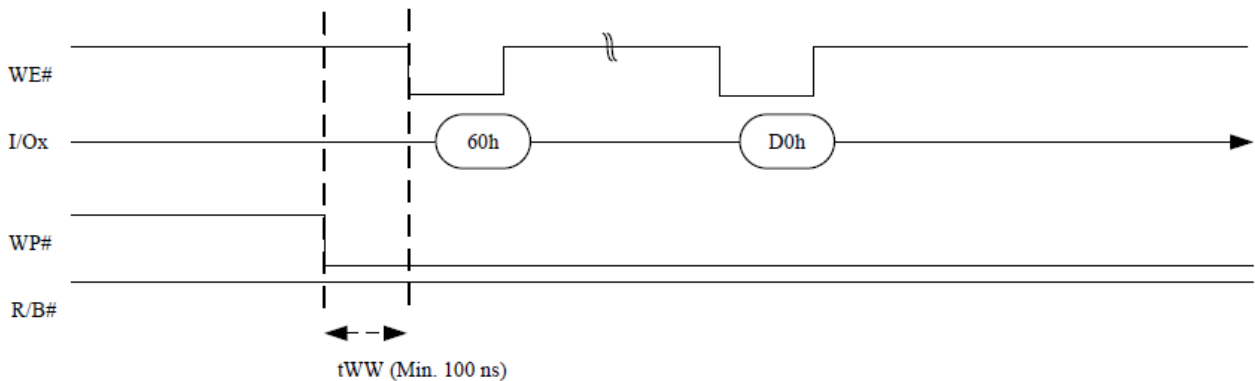 WE#
I/Ox
60h
D0h
WP#
R/B#
tWW (Min. 100 ns)